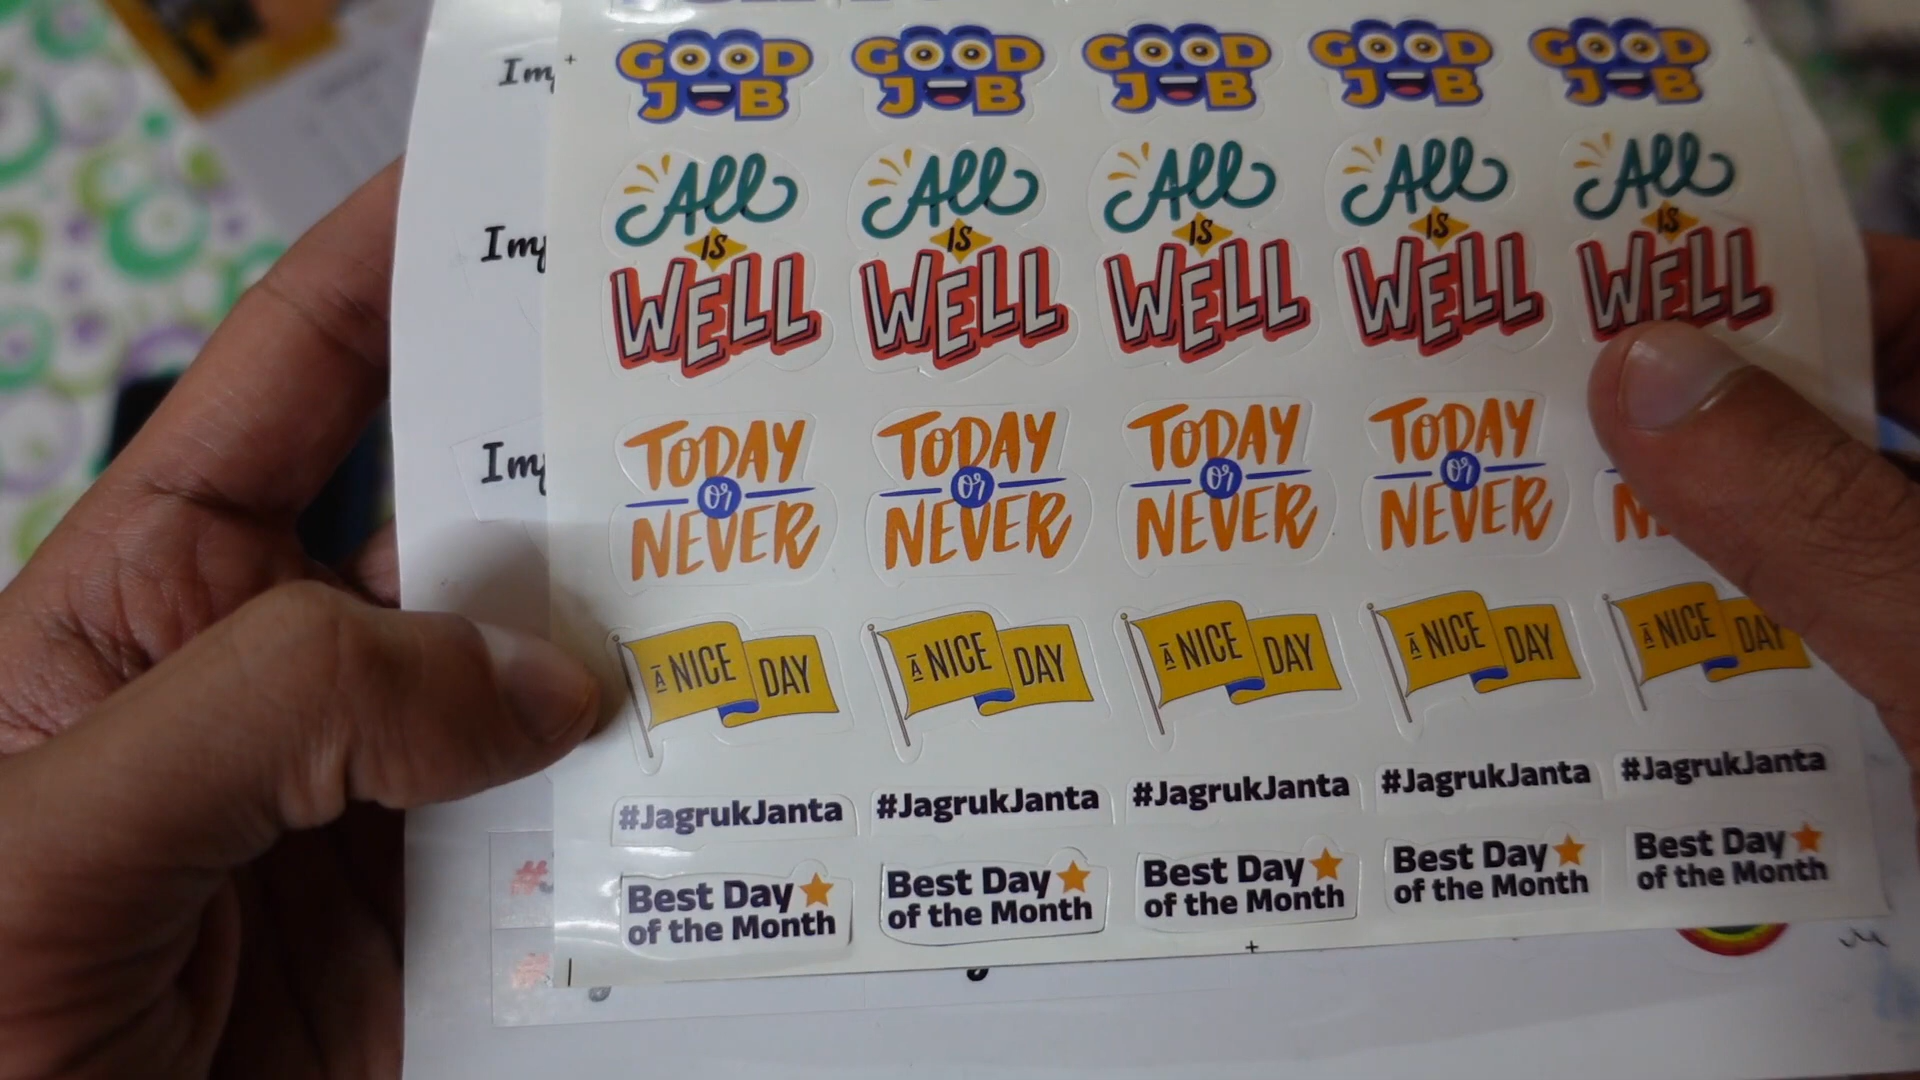 GOOD JOB GOOD JOB GOOD JOB GOOD JOB GOOD JOB
All IS WELL All IS WELL All IS WELL All IS WELL All IS WELL
TODAY or NEVER TODAY or NEVER TODAY or NEVER TODAY or NEVER
A NICE DAY A NICE DAY A NICE DAY A NICE DAY A NICE DAY
#JagrukJanta #JagrukJanta #JagrukJanta #JagrukJanta #JagrukJanta
Best Day Best Day Best Day Best Day Best Day
of the Month of the Month of the Month of the Month of the Month